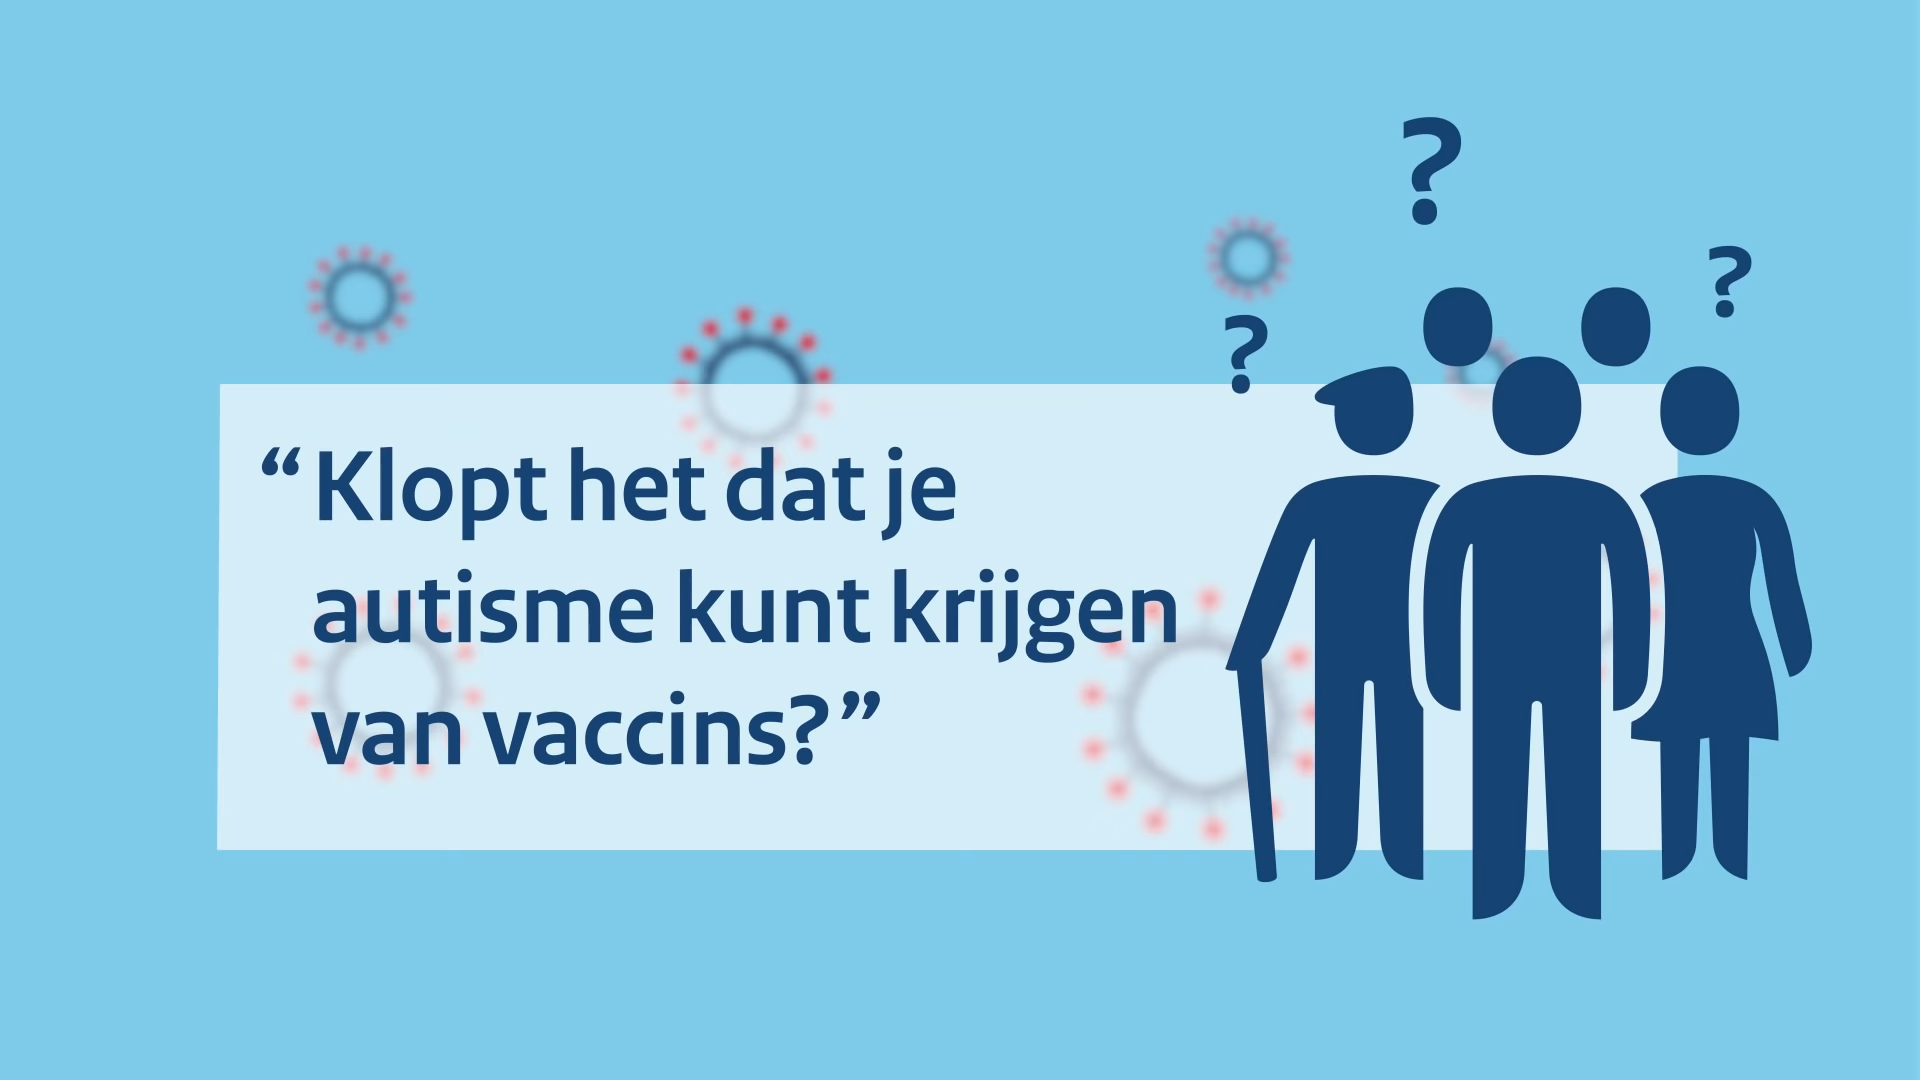 ?
?
?
“Klopt het dat je
autisme kunt krijgen
van vaccins?”